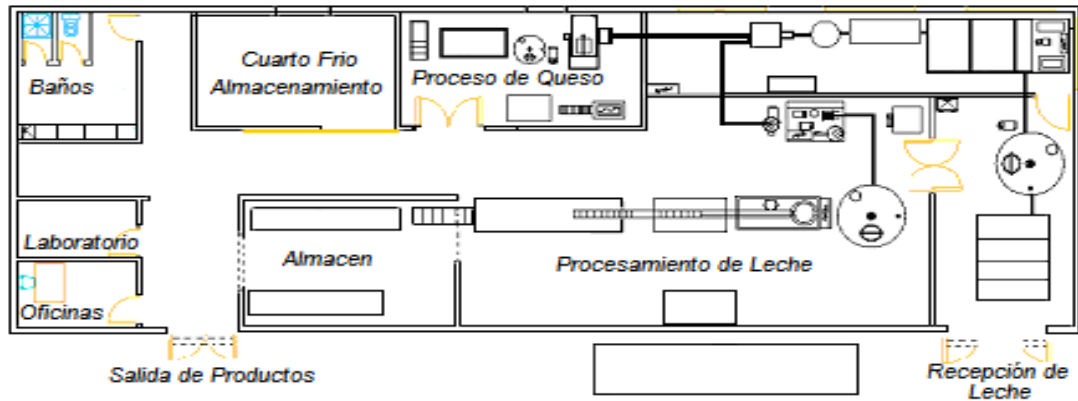 Cuarto Frio
Almacenamiento
Proceso de Queso
Baños
Laboratorio
Almacen
Procesamiento de Leche
Oficinas
Salida de Productos
Recepción de
Leche